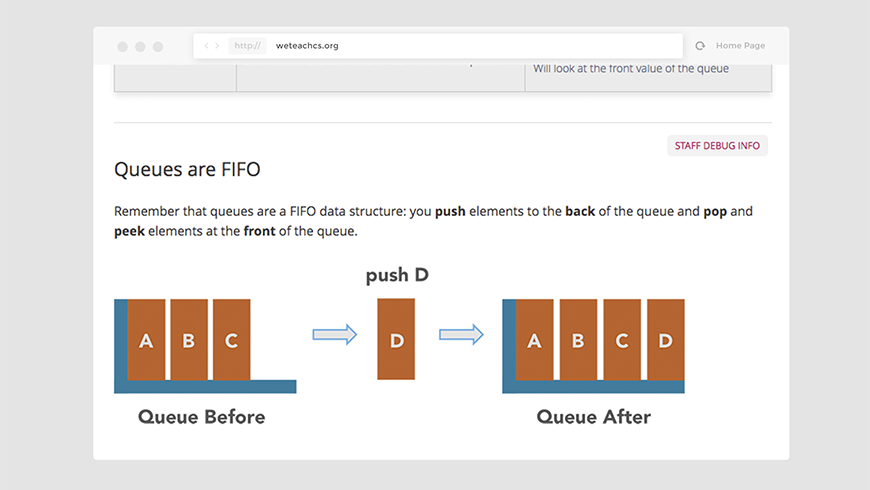 http:// weteachcs.org Home Page
Will look at the front value of the queue
STAFF DEBUG INFO
Queues are FIFO
Remember that queues are a FIFO data structure: you push elements to the back of the queue and pop and
peek elements at the front of the queue.
push D
A B C D A B C D
Queue Before Queue After